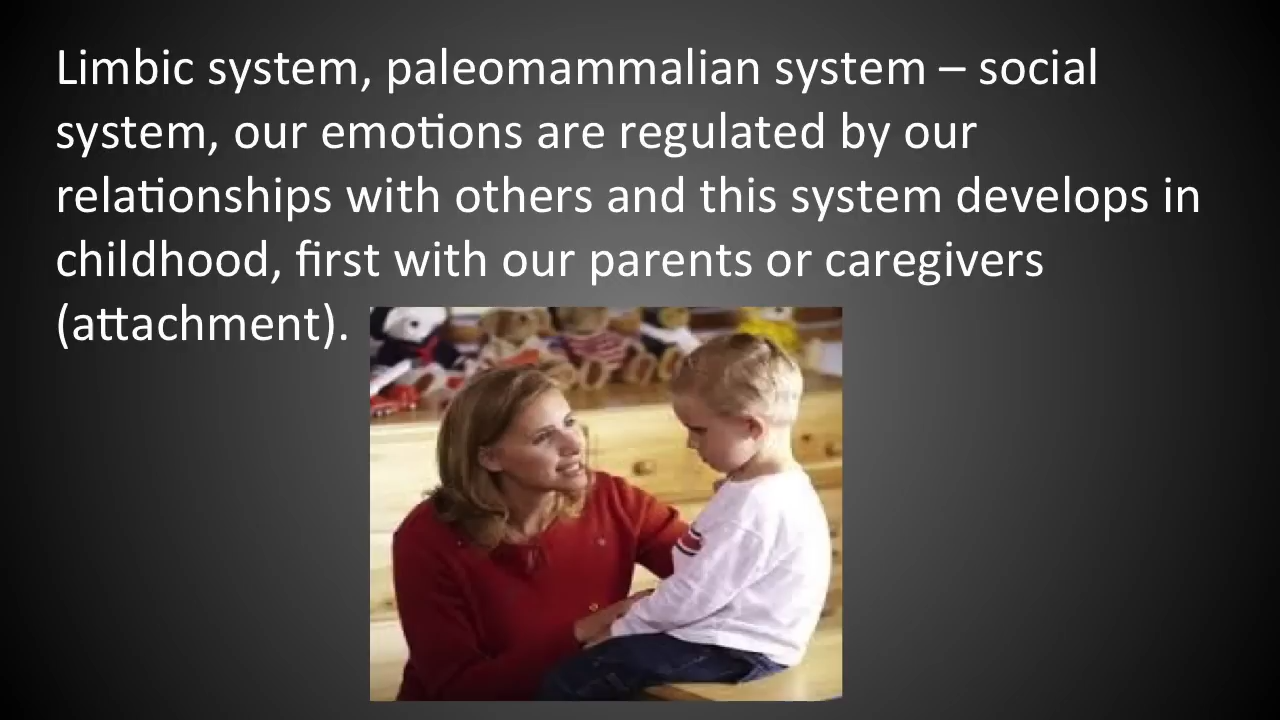 Limbic system, paleomammalian system – social
system, our emotions are regulated by our
relationships with others and this system develops in
childhood, first with our parents or caregivers
(attachment).